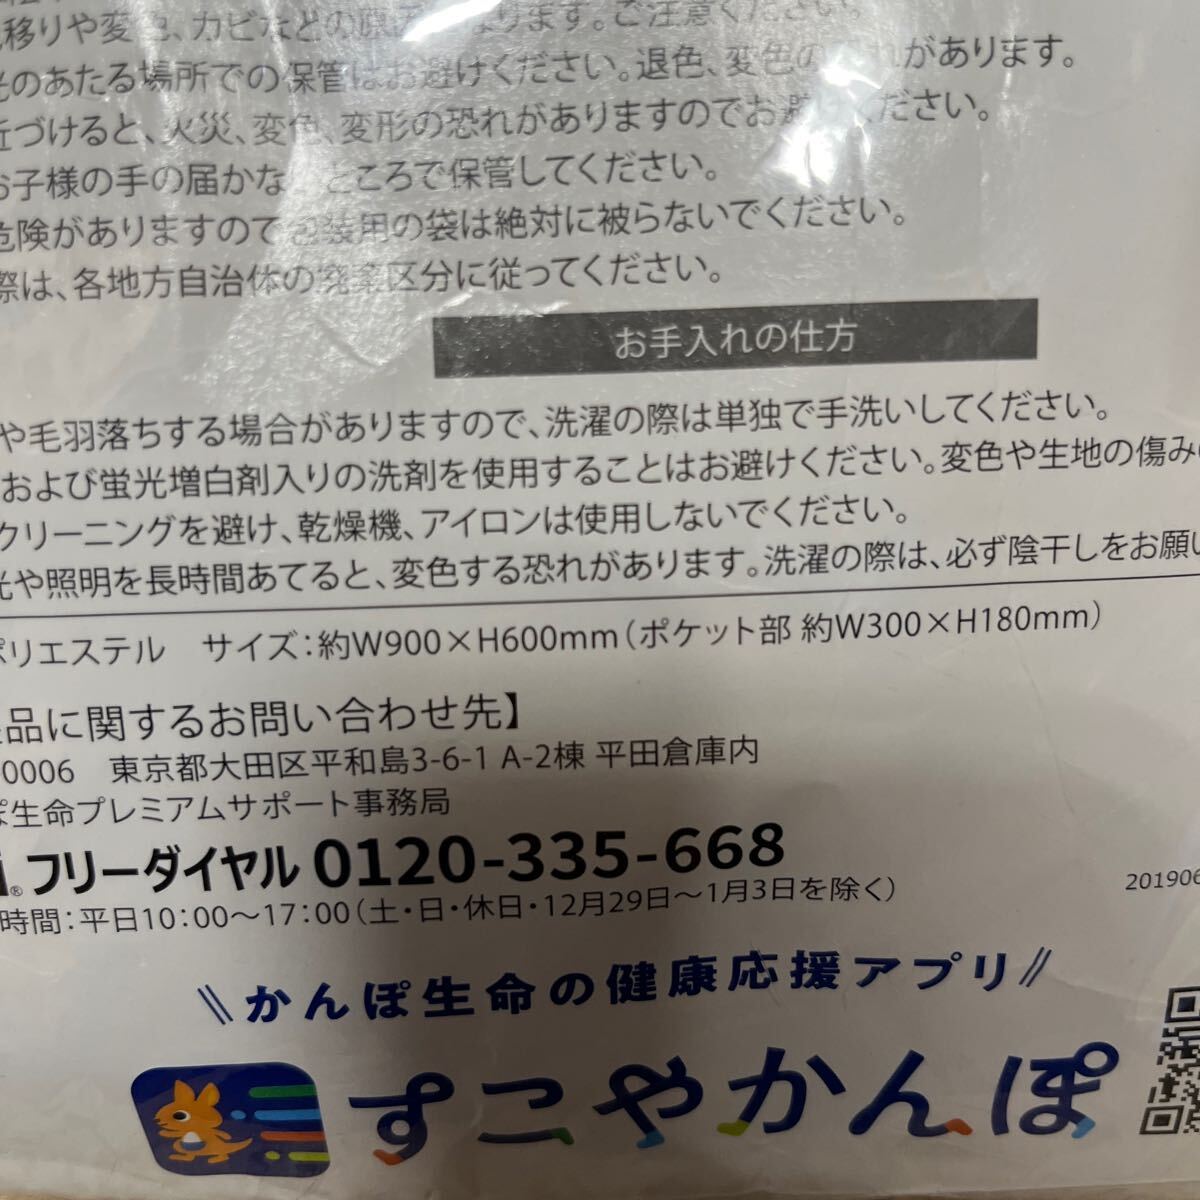 移りや変色、カビなどの原因となります。ご注意ください。
光のあたる場所での保管はお避けください。退色、変色の恐れがあります。
近づけると、火災、変色、変形の恐れがありますのでお避けください。
お子様の手の届かないところで保管してください。
危険がありますので包装用の袋は絶対に被らないでください。
際は、各地方自治体の廃棄区分に従ってください。
お手入れの仕方
や毛羽落ちする場合がありますので、洗濯の際は単独で手洗いしてください。
および蛍光増白剤入りの洗剤を使用することはお避けください。変色や生地の傷み
クリーニングを避け、乾燥機、アイロンは使用しないでください。
光や照明を長時間あてると、変色する恐れがあります。洗濯の際は、必ず陰干しをお願い
ポリエステル サイズ:約W900×H600mm(ポケット部 約W300×H180mm)
品に関するお問い合わせ先】
0006 東京都大田区平和島3-6-1 A-2棟 平田倉庫内
ぽ生命プレミアムサポート事務局
フリーダイヤル 0120-335-668
時間:平日10:00〜17:00(土・日・休日・12月29日〜1月3日を除く)
201906
\\かんぽ生命の健康応援アプリ//
すこやかんぽ